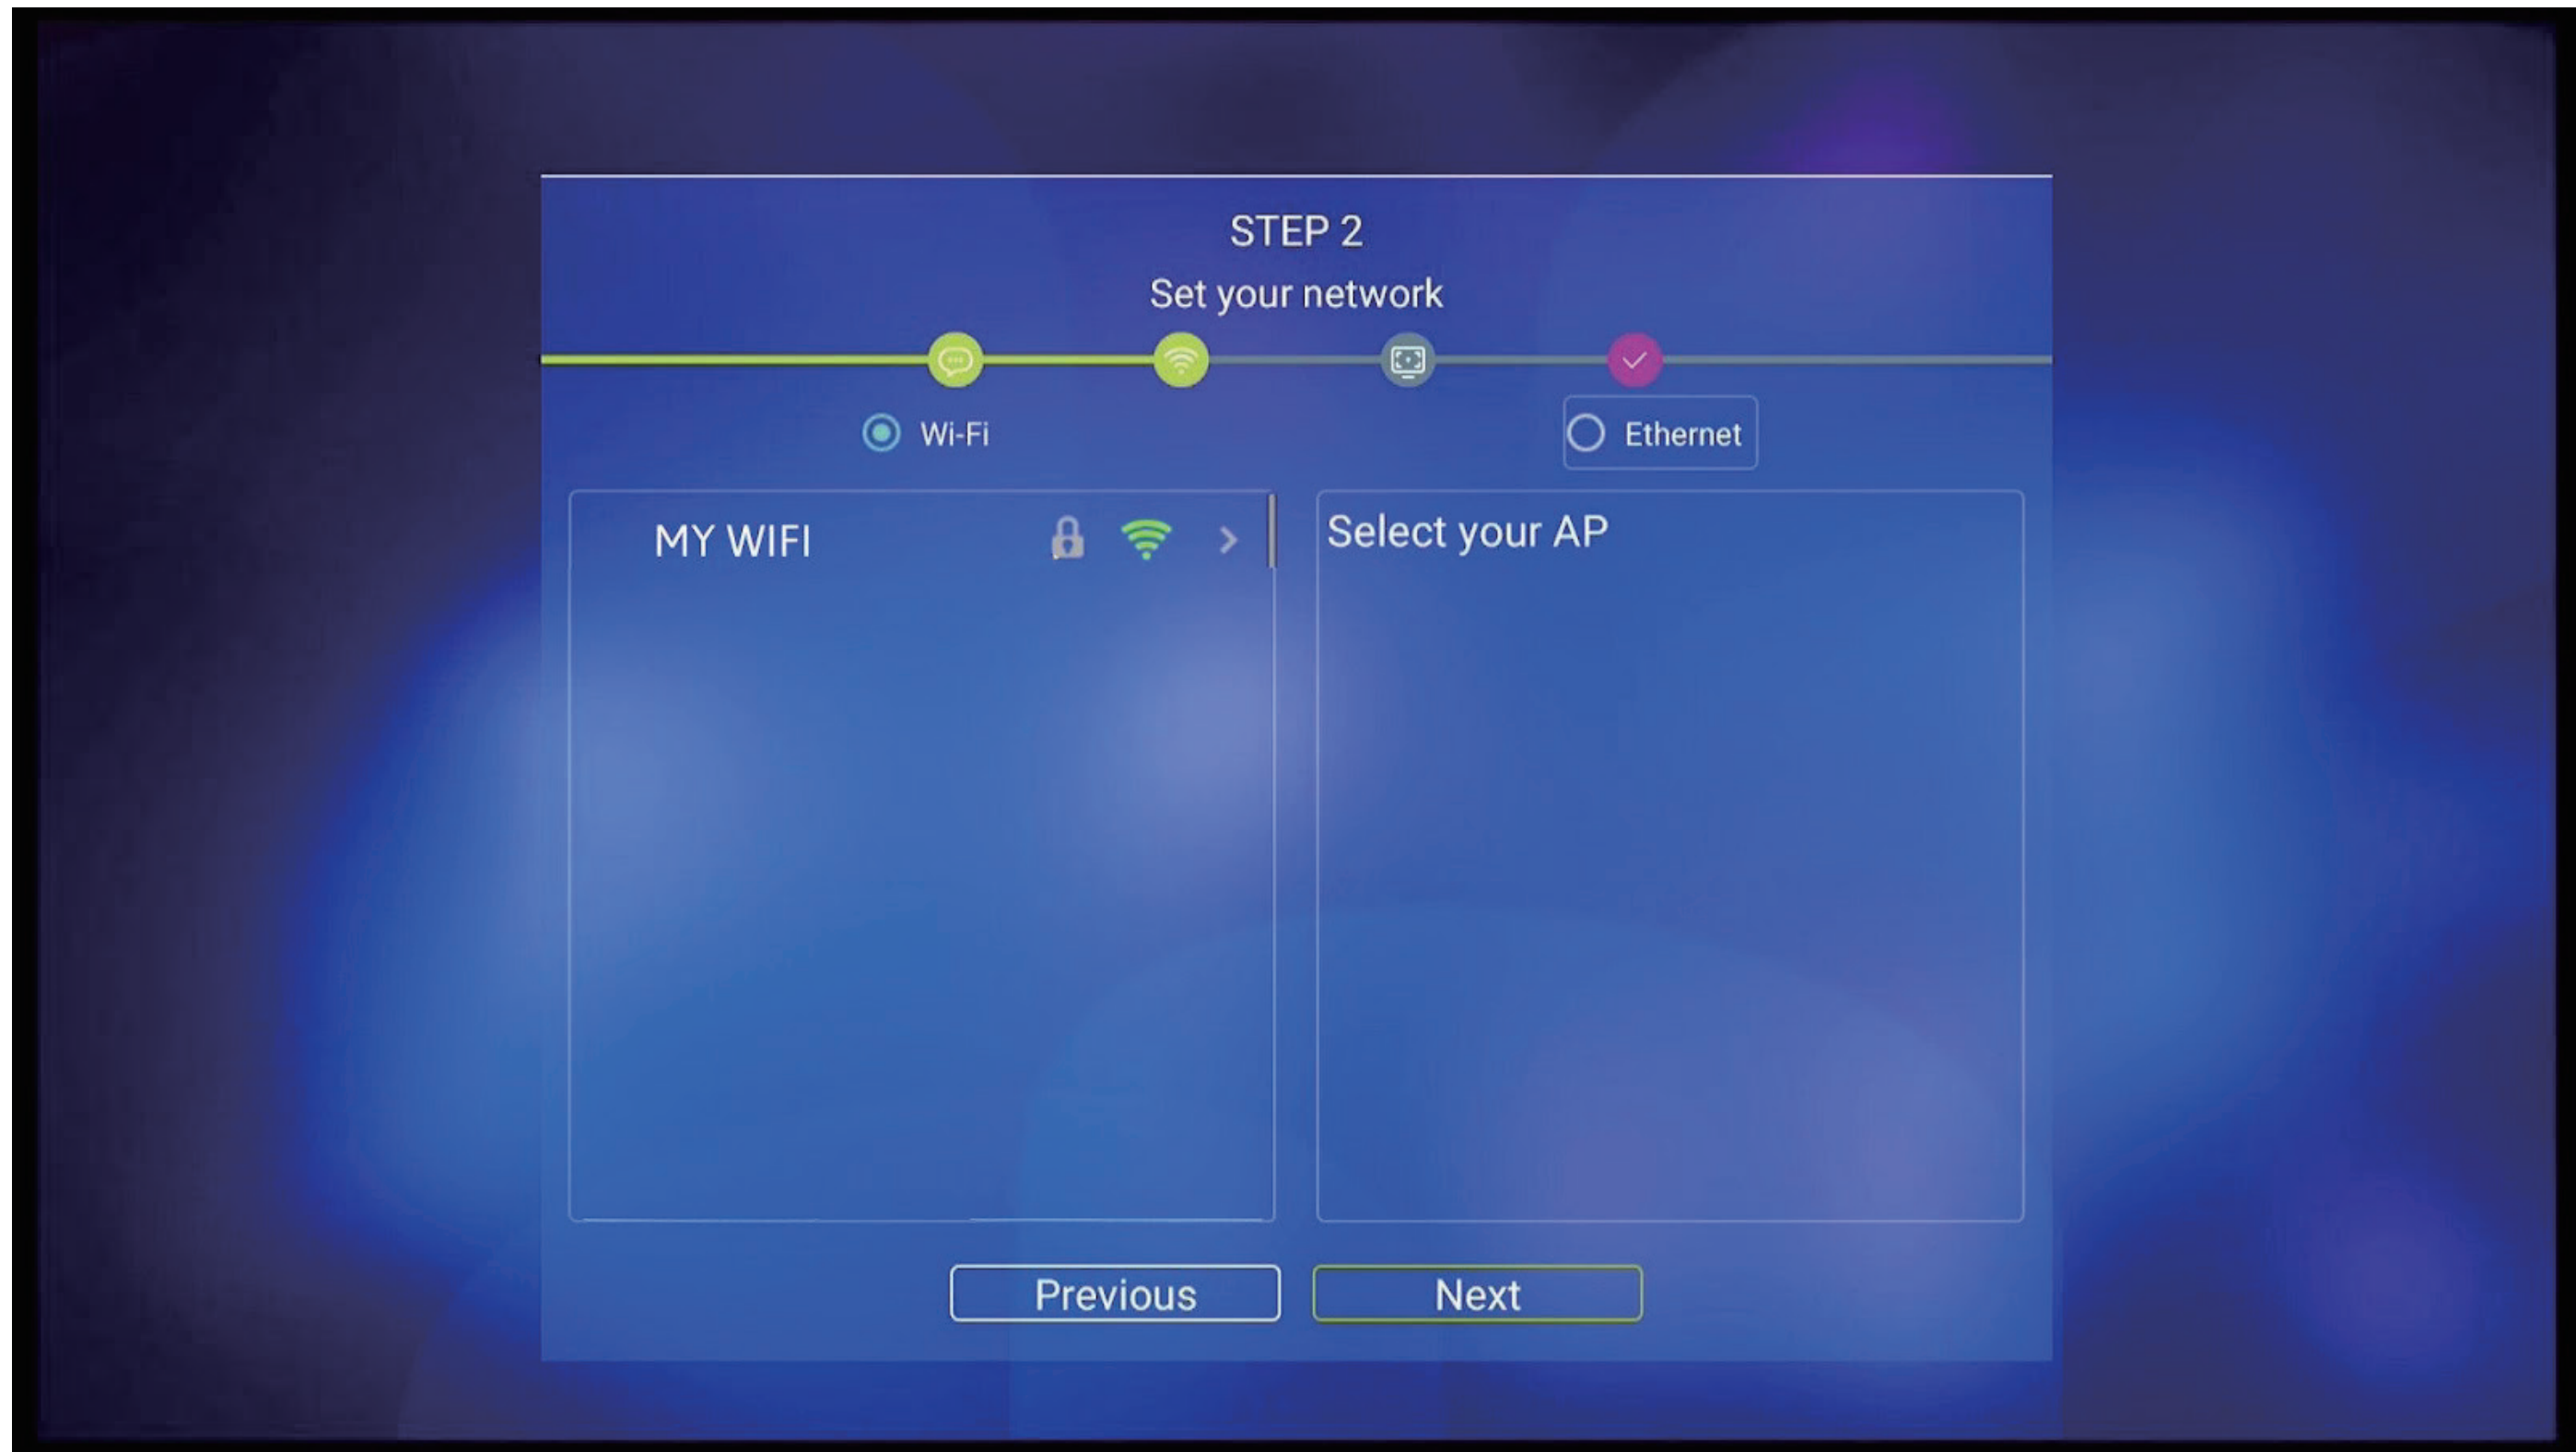 STEP 2
Set your network
Wi-Fi
Ethernet
MY WIFI
Select your AP
Previous
Next